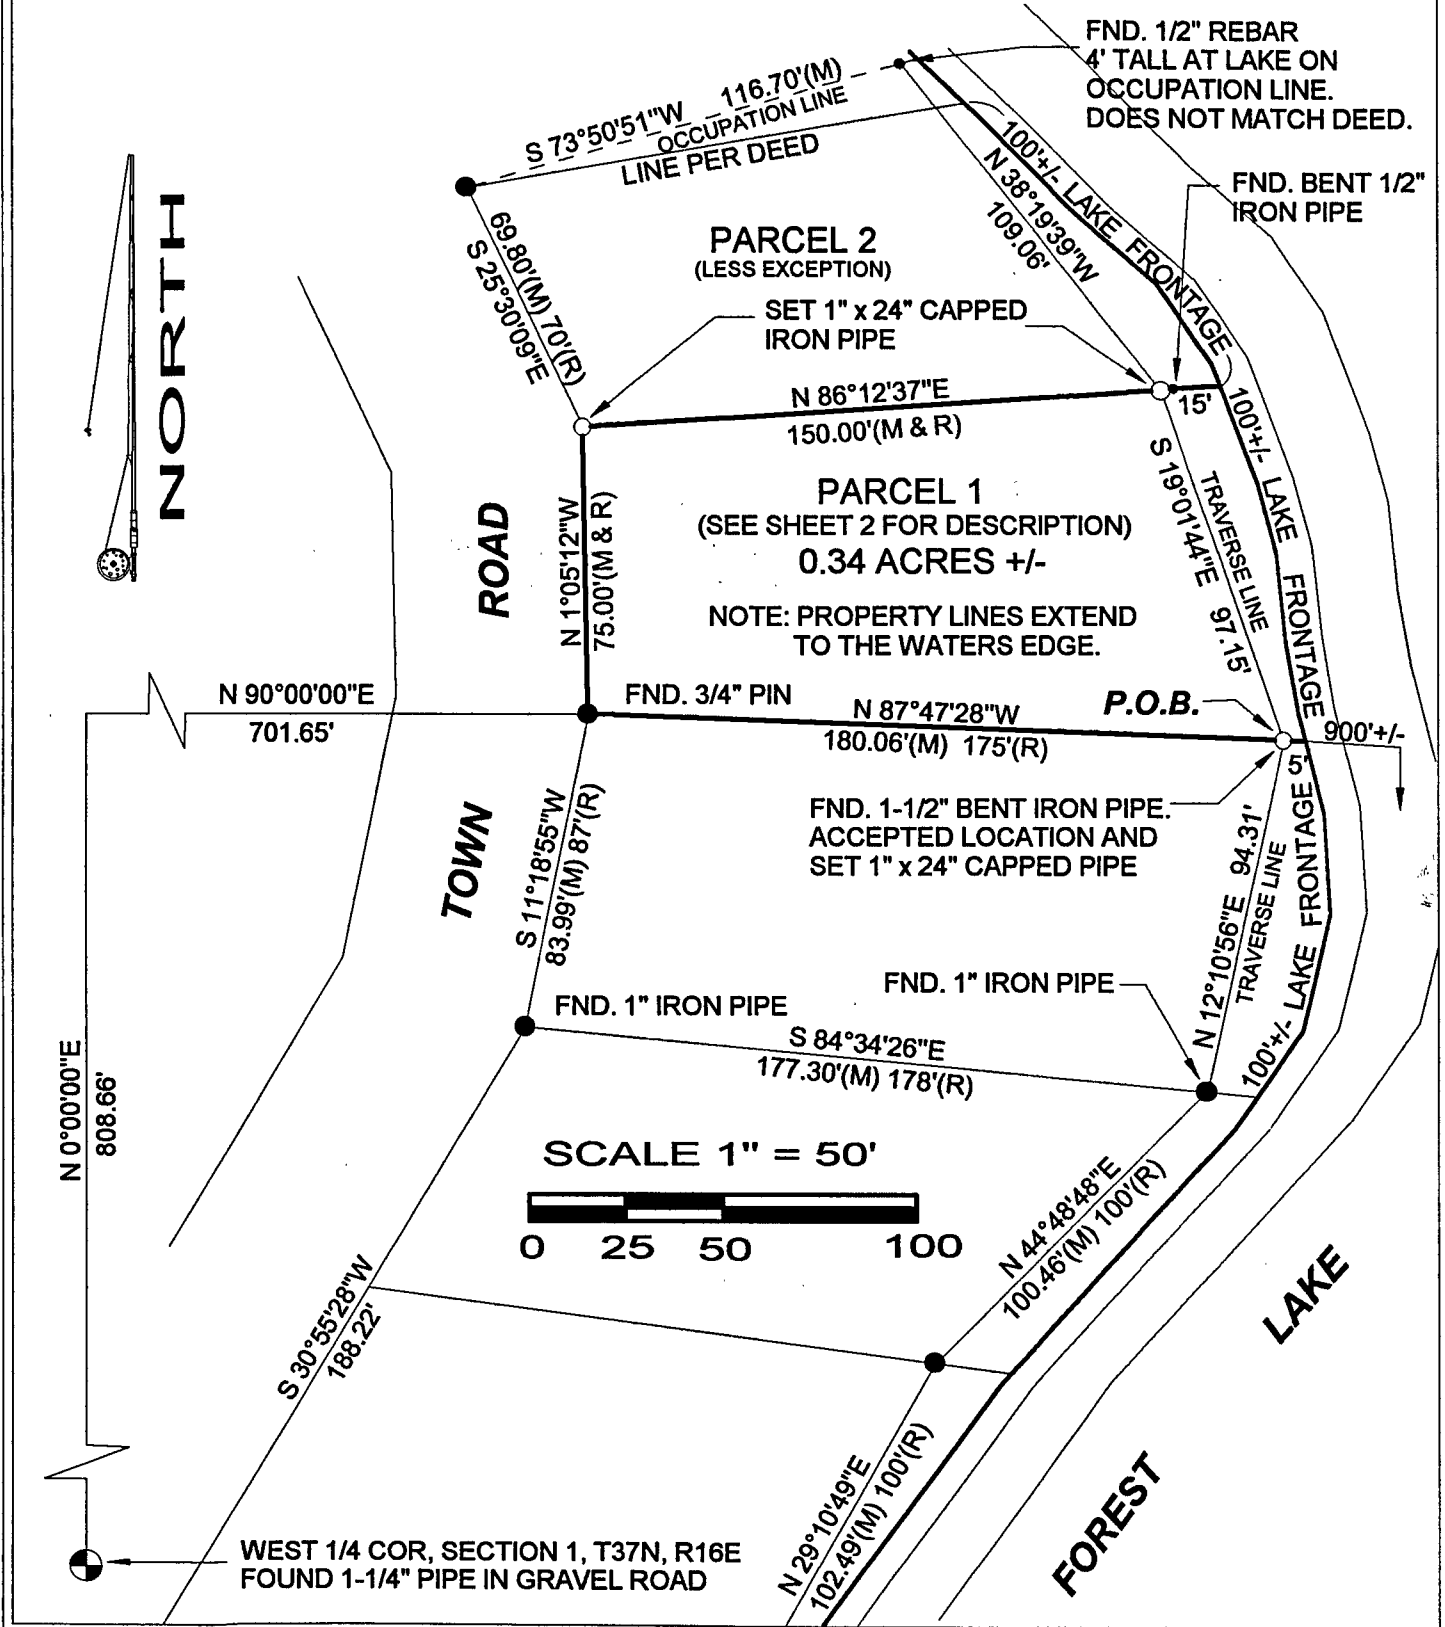 FND. 1/2" REBAR
4' TALL AT LAKE ON
OCCUPATION LINE.
DOES NOT MATCH DEED.
S 73°50'51"W 116.70'(M)
OCCUPATION LINE
LINE PER DEED
100'+/- LAKE FRONTAGE
N 38°19'39"W
109.06'
FND. BENT 1/2"
IRON PIPE
NORTH
69.80'(M) 70'(R)
S 25°30'09"E
PARCEL 2
(LESS EXCEPTION)
SET 1" x 24" CAPPED
IRON PIPE
N 86°12'37"E
150.00'(M & R)
15'
100'+/- LAKE FRONTAGE
TRAVERSE LINE
S 19°01'44"E 97.15'
PARCEL 1
(SEE SHEET 2 FOR DESCRIPTION)
0.34 ACRES +/-
NOTE: PROPERTY LINES EXTEND
TO THE WATERS EDGE.
N 1°05'12"W
75.00'(M & R)
TOWN ROAD
N 90°00'00"E
701.65'
FND. 3/4" PIN
N 87°47'28"W
180.06'(M) 175'(R)
P.O.B.
900'+/-
5'
FND. 1-1/2" BENT IRON PIPE.
ACCEPTED LOCATION AND
SET 1" x 24" CAPPED PIPE
S 11°18'55"W
83.99'(M) 87'(R)
N 12°10'56"E 94.31'
TRAVERSE LINE
100'+/- LAKE FRONTAGE
FND. 1" IRON PIPE
FND. 1" IRON PIPE
S 84°34'26"E
177.30'(M) 178'(R)
N 0°00'00"E
808.66'
SCALE 1" = 50'
0 25 50 100
N 44°48'48"E
100.46'(M) 100'(R)
S 30°55'28"W
188.22'
N 29°10'49"E
102.49'(M) 100'(R)
FOREST LAKE
WEST 1/4 COR, SECTION 1, T37N, R16E
FOUND 1-1/4" PIPE IN GRAVEL ROAD